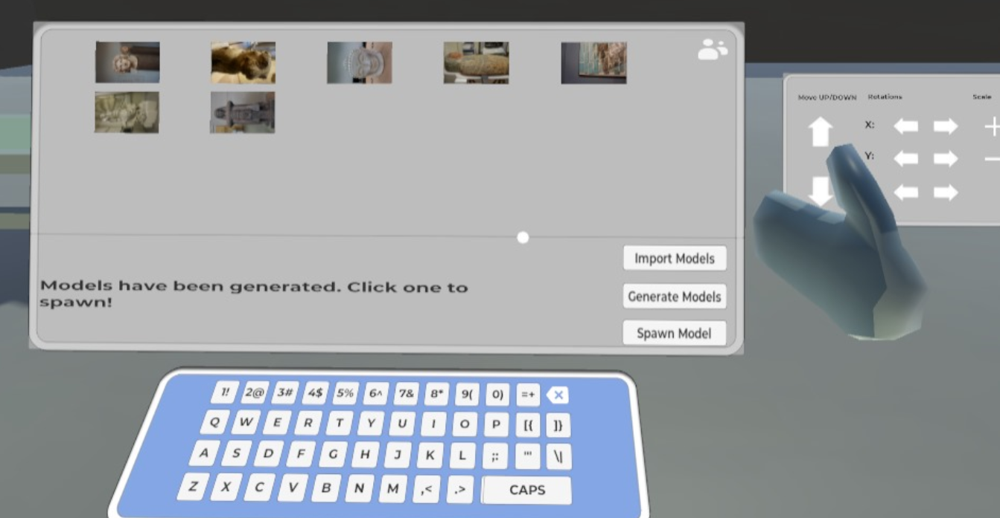 Move UP/DOWN Rotations Scale
X:
Y:
Import Models
Models have been generated. Click one to
spawn!
Generate Models
Spawn Model
1! 2@ 3# 4$ 5% 6^ 7& 8* 9( 0) =+
Q W E R T Y U I O P [{ ]}
A S D F G H J K L ;: '" \|
Z X C V B N M ,< .> CAPS